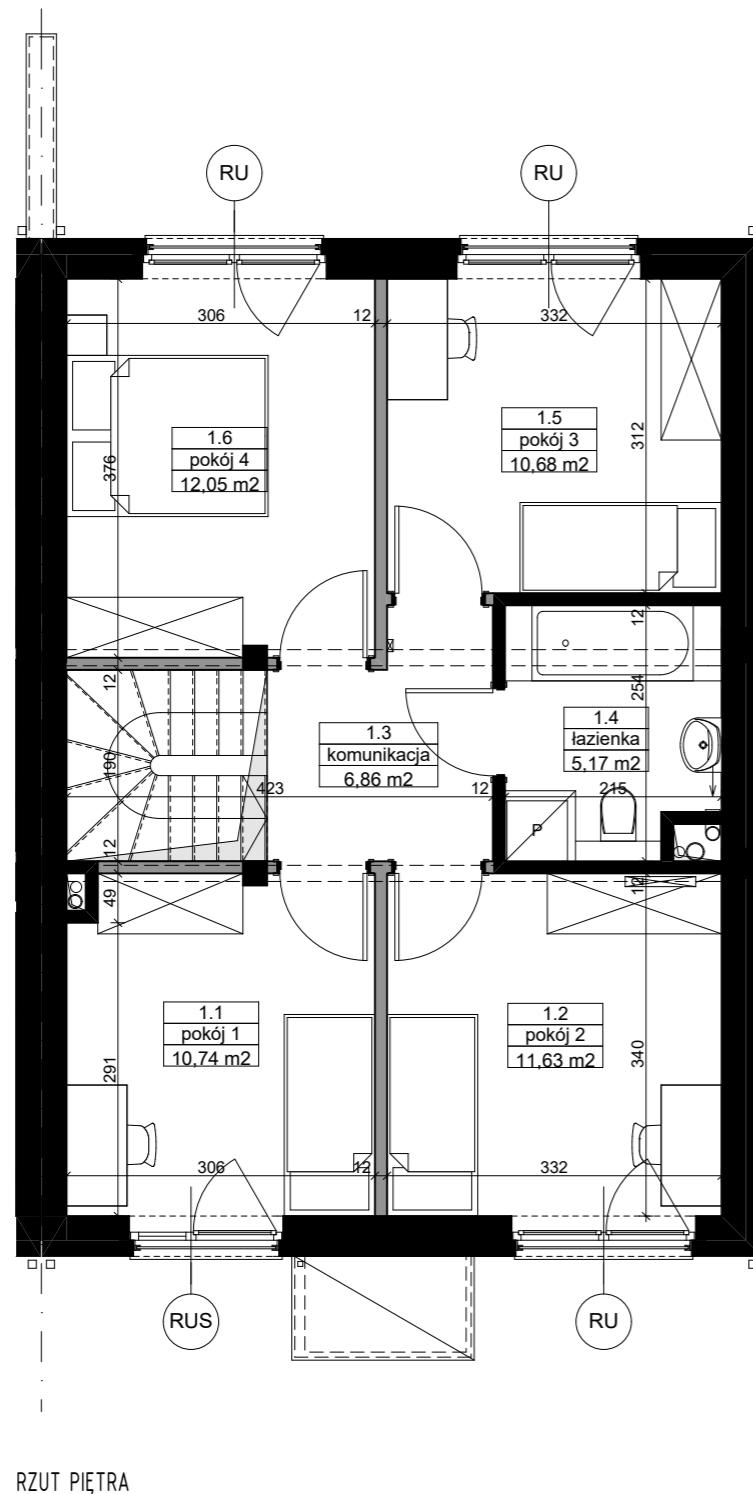 RU
RU
306
12
332
1.6
pokój 4
12,05 m2
376
1.5
pokój 3
10,68 m2
312
12
12
190
12
1.3
komunikacja
6,86 m2
423
12
254
1.4
łazienka
5,17 m2
215
P
49
12
1.1
pokój 1
10,74 m2
291
1.2
pokój 2
11,63 m2
340
306
12
332
RUS
RU
RZUT PIĘTRA